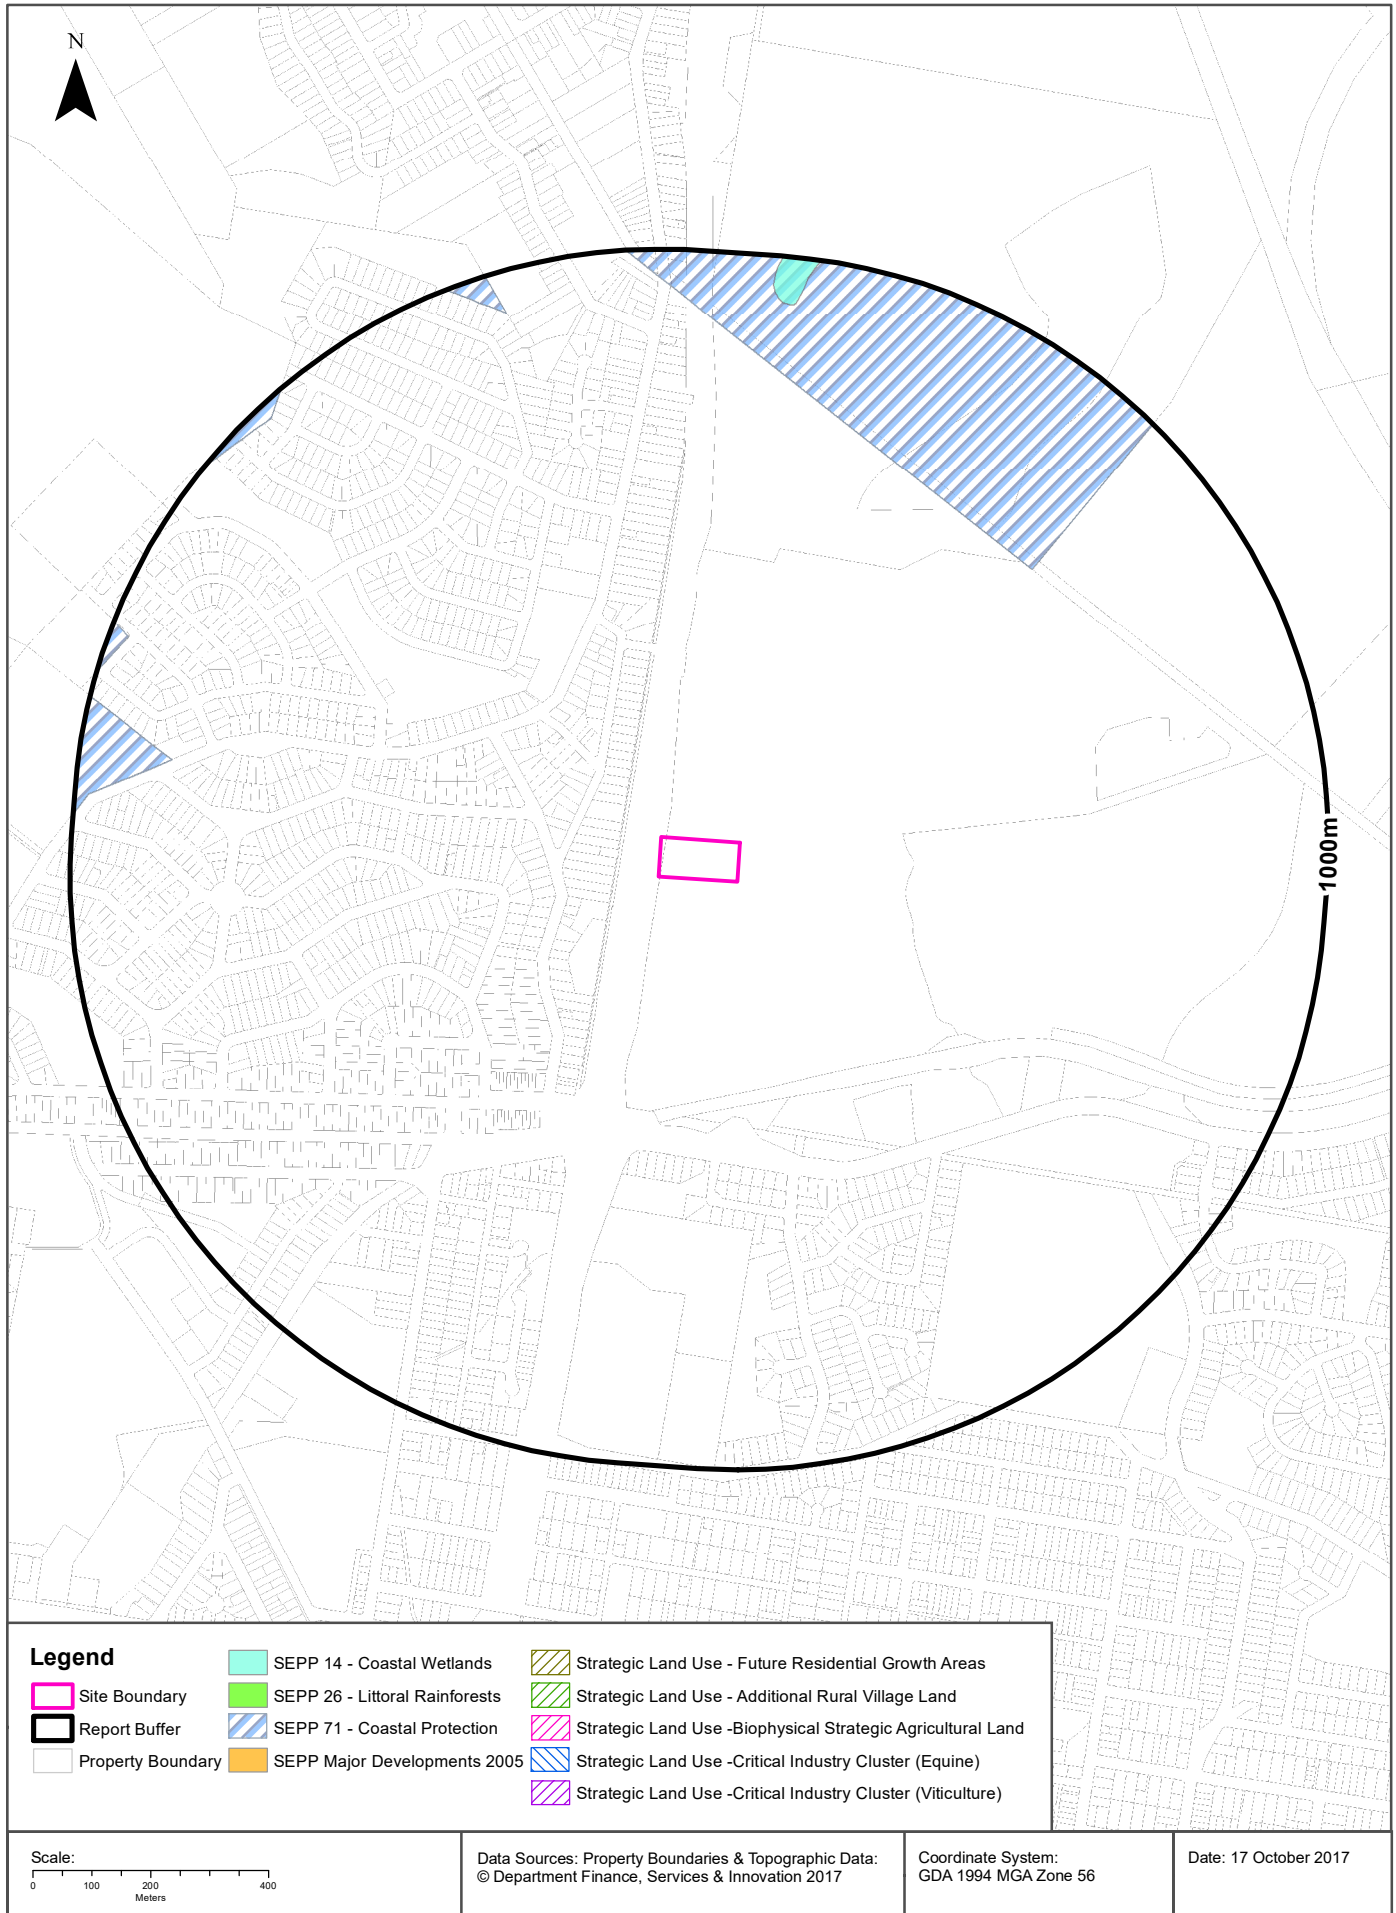 N
1000m
Legend
Site Boundary
Report Buffer
Property Boundary
SEPP 14 - Coastal Wetlands
SEPP 26 - Littoral Rainforests
SEPP 71 - Coastal Protection
SEPP Major Developments 2005
Strategic Land Use - Future Residential Growth Areas
Strategic Land Use - Additional Rural Village Land
Strategic Land Use -Biophysical Strategic Agricultural Land
Strategic Land Use -Critical Industry Cluster (Equine)
Strategic Land Use -Critical Industry Cluster (Viticulture)
Scale:
0 100 200 400
Meters
Data Sources: Property Boundaries & Topographic Data:
© Department Finance, Services & Innovation 2017
Coordinate System:
GDA 1994 MGA Zone 56
Date: 17 October 2017